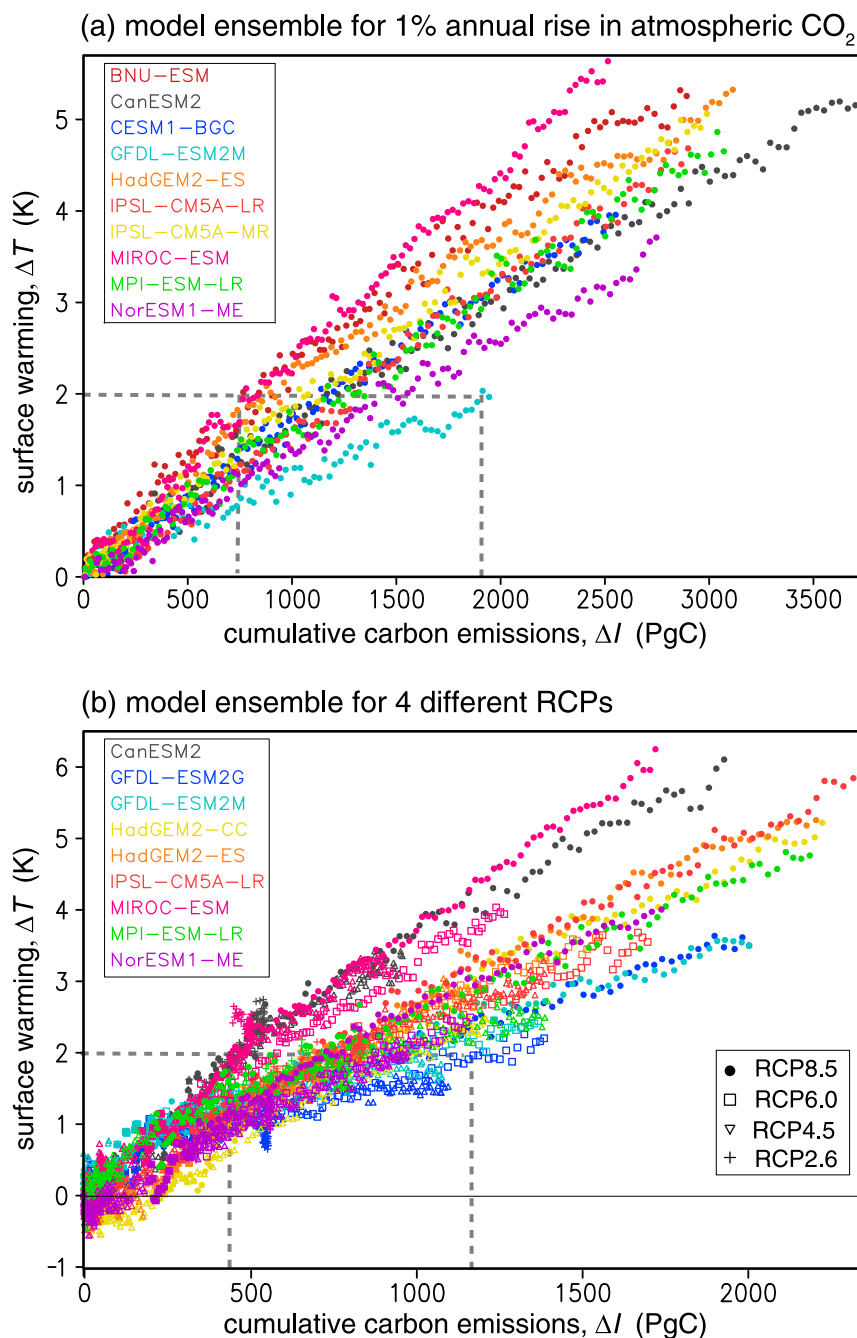 (a) model ensemble for 1% annual rise in atmospheric CO₂
BNU-ESM
CanESM2
CESM1-BGC
GFDL-ESM2M
HadGEM2-ES
IPSL-CM5A-LR
IPSL-CM5A-MR
MIROC-ESM
MPI-ESM-LR
NorESM1-ME
surface warming, ΔT (K)
5
4
3
2
1
0
0 500 1000 1500 2000 2500 3000 3500
cumulative carbon emissions, ΔI (PgC)
(b) model ensemble for 4 different RCPs
CanESM2
GFDL-ESM2G
GFDL-ESM2M
HadGEM2-CC
HadGEM2-ES
IPSL-CM5A-LR
MIROC-ESM
MPI-ESM-LR
NorESM1-ME
RCP8.5
RCP6.0
RCP4.5
RCP2.6
surface warming, ΔT (K)
6
5
4
3
2
1
0
-1
0 500 1000 1500 2000
cumulative carbon emissions, ΔI (PgC)